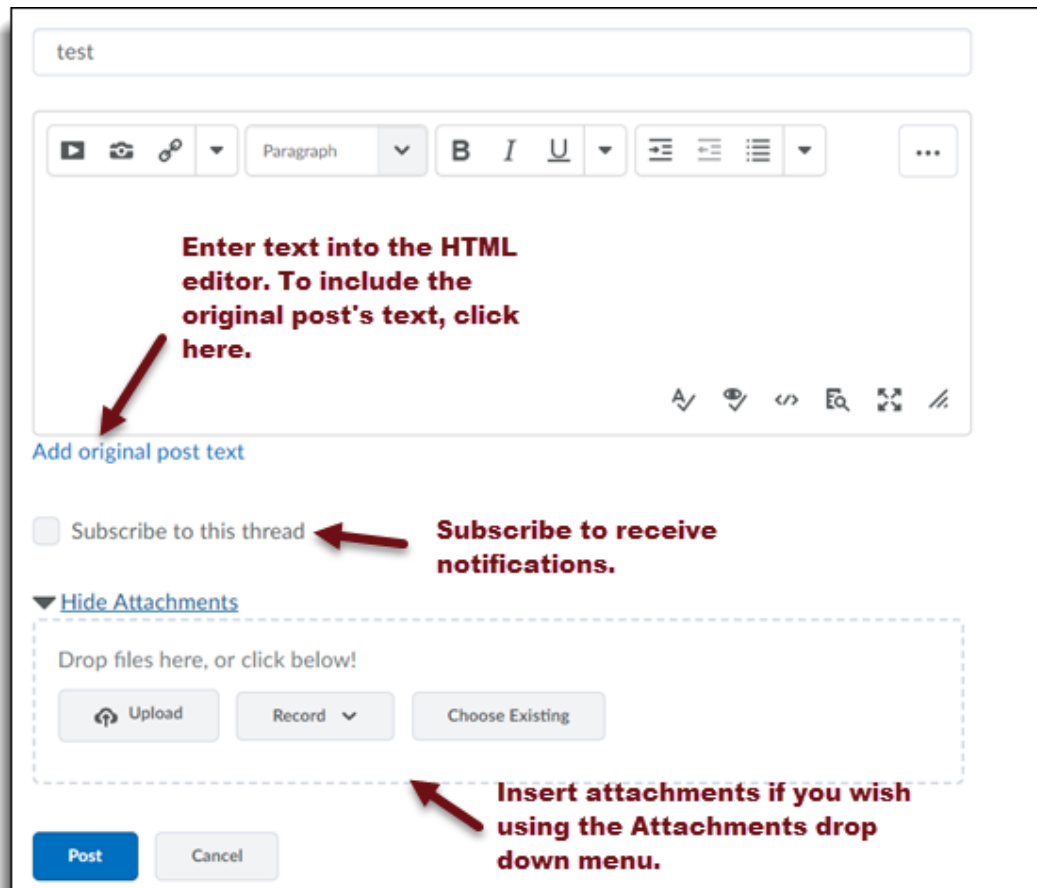 test
Paragraph B I U ...
Enter text into the HTML
editor. To include the
original post's text, click
here.
Add original post text
Subscribe to this thread
Subscribe to receive
notifications.
Hide Attachments
Drop files here, or click below!
Upload Record Choose Existing
Insert attachments if you wish
using the Attachments drop
down menu.
Post Cancel